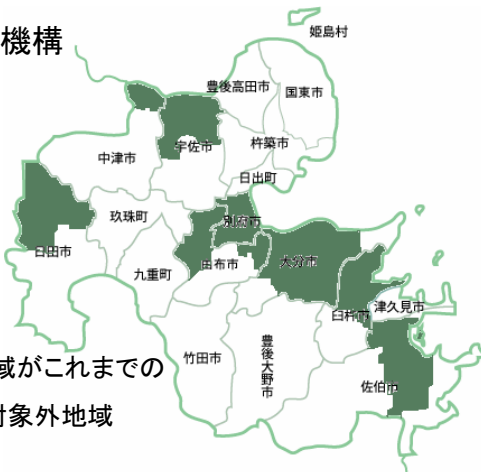 機構
姫島村
豊後高田市
国東市
宇佐市
杵築市
中津市
日出町
玖珠町
別府市
日田市
九重町
由布市
大分市
臼杵市
津久見市
竹田市
豊後大野市
佐伯市
域がこれまでの
対象外地域